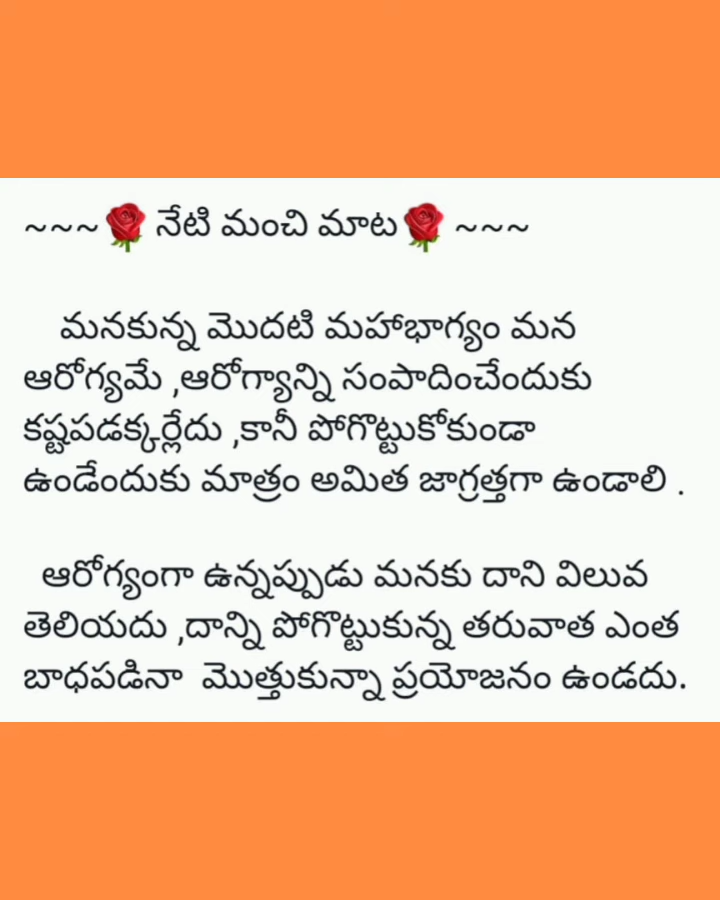 ~~~🌹 నేటి మంచి మాట🌹 ~~~
మనకున్న మొదటి మహాభాగ్యం మన
ఆరోగ్యమే ,ఆరోగ్యాన్ని సంపాదించేందుకు
కష్టపడక్కర్లేదు ,కానీ పోగొట్టుకోకుండా
ఉండేందుకు మాత్రం అమిత జాగ్రత్తగా ఉండాలి .
ఆరోగ్యంగా ఉన్నప్పుడు మనకు దాని విలువ
తెలియదు ,దాన్ని పోగొట్టుకున్న తరువాత ఎంత
బాధపడినా మొత్తుకున్నా ప్రయోజనం ఉండదు.